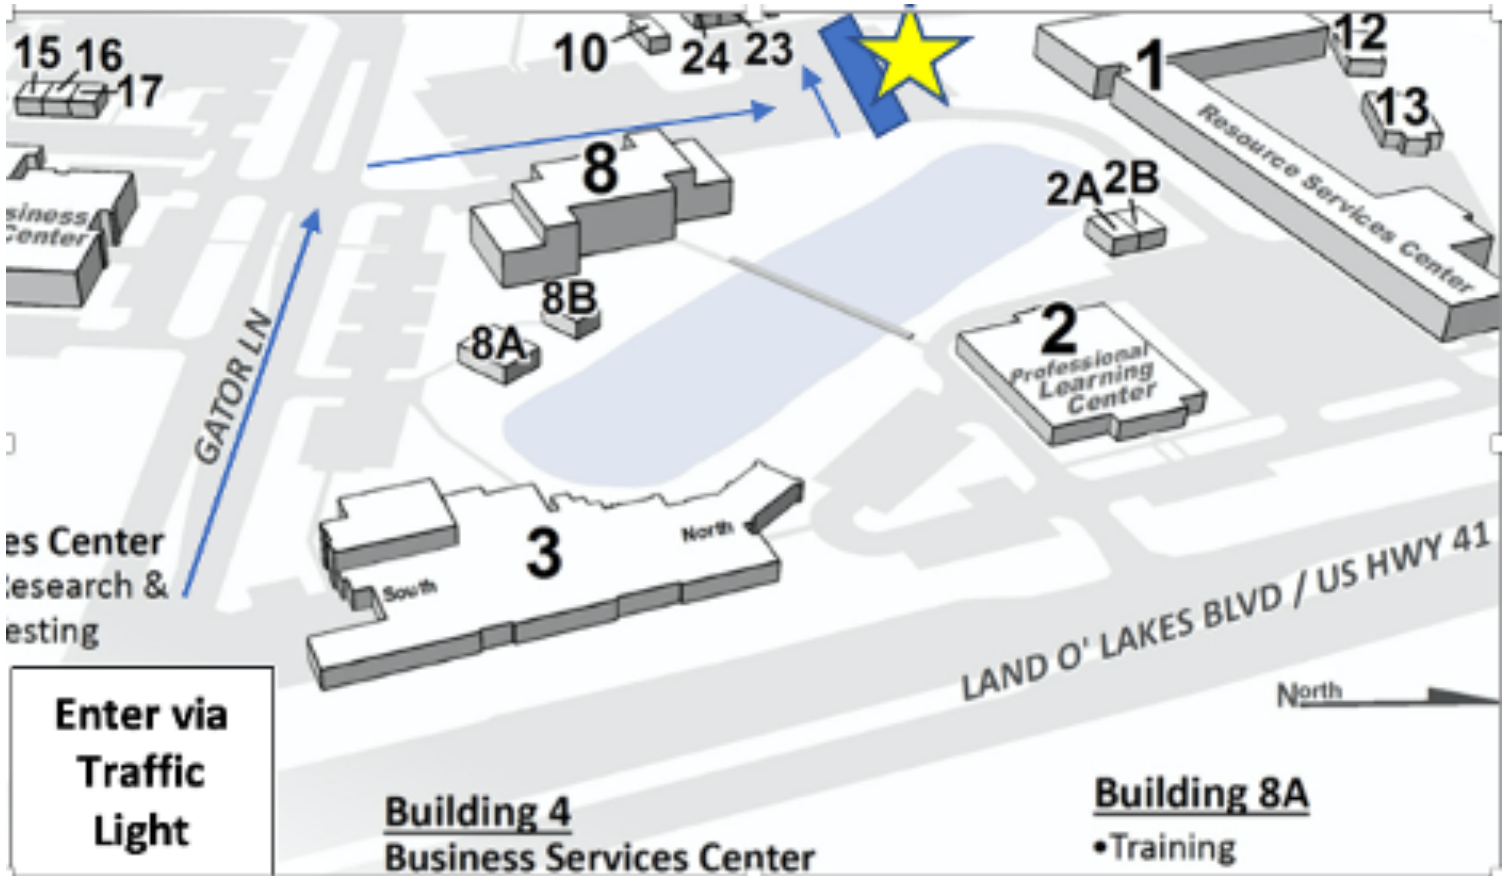 15 16
17
10
24 23
1
12
13
Resource Services Center
8
2A 2B
siness
Center
8B
8A
2
Professional
Learning
Center
GATOR LN
3
North
South
es Center
esearch &
esting
LAND O' LAKES BLVD / US HWY 41
North
Enter via
Traffic
Light
Building 4
Business Services Center
Building 8A
•Training